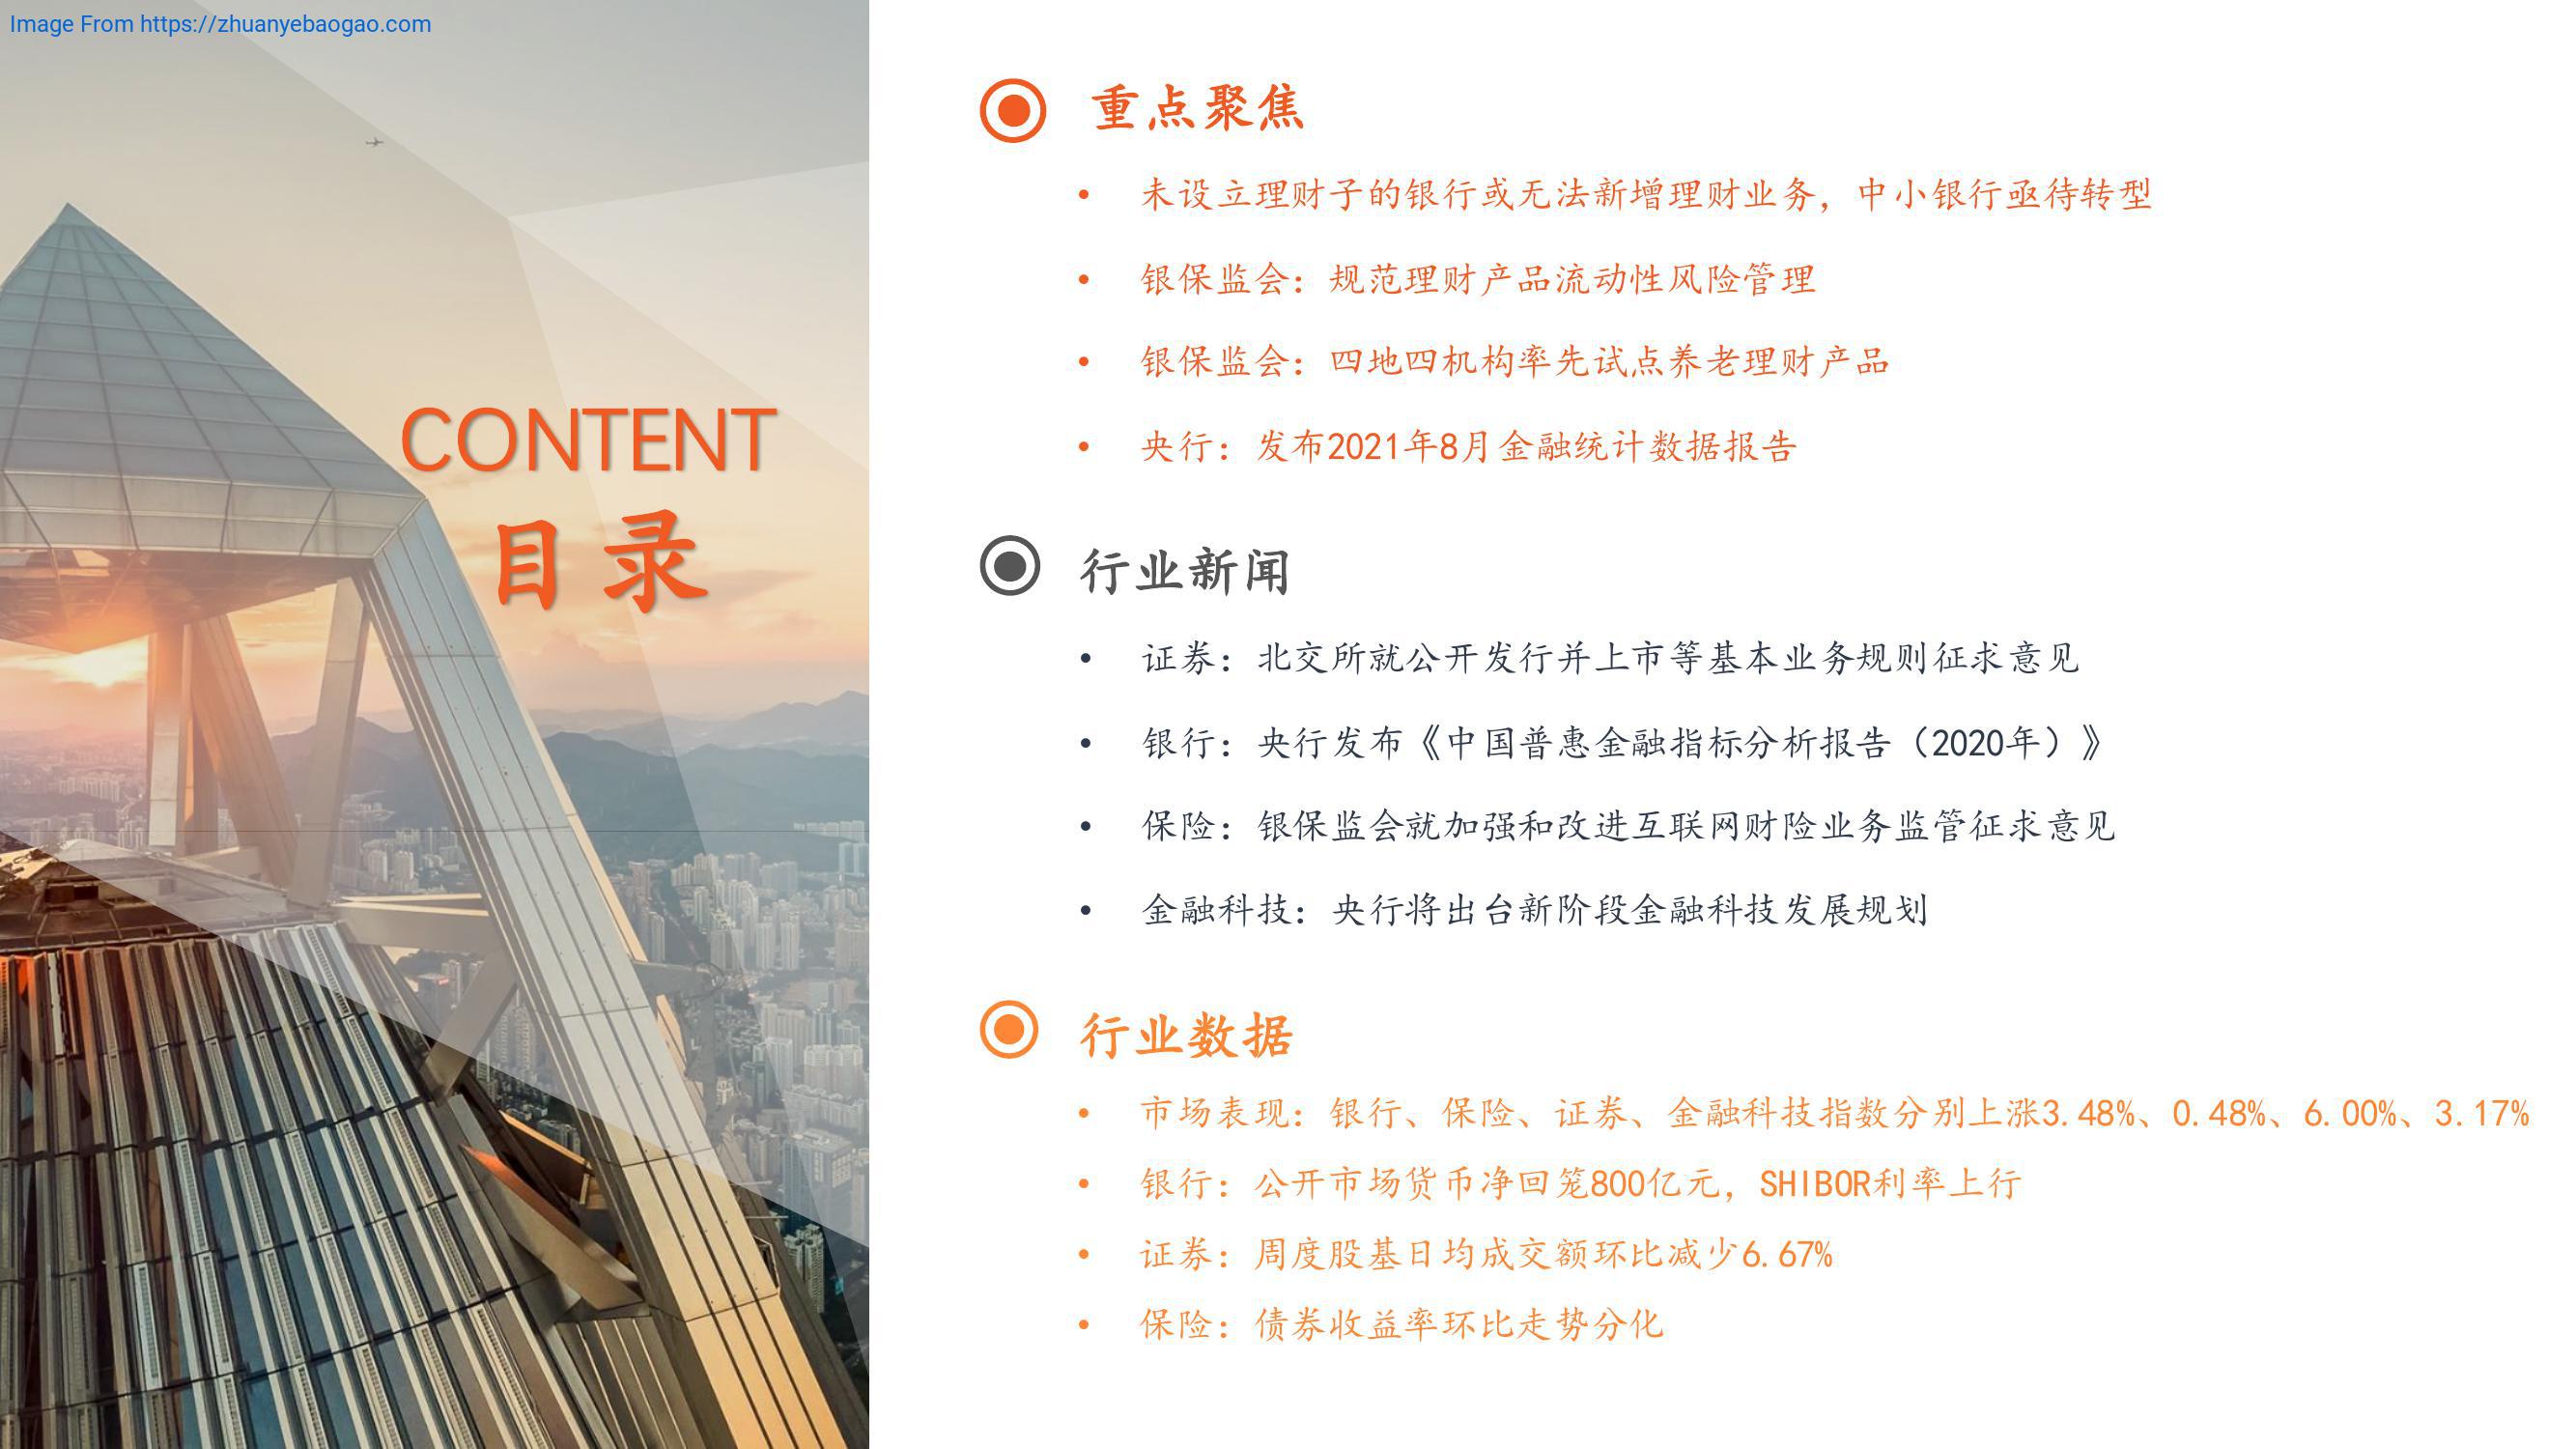 Image From https://zhuanyebaogao.com
CONTENT
目录
重点聚焦
• 未设立理财子的银行或无法新增理财业务，中小银行亟待转型
• 银保监会：规范理财产品流动性风险管理
• 银保监会：四地四机构率先试点养老理财产品
• 央行：发布2021年8月金融统计数据报告
行业新闻
• 证券：北交所就公开发行并上市等基本业务规则征求意见
• 银行：央行发布《中国普惠金融指标分析报告（2020年）》
• 保险：银保监会就加强和改进互联网财险业务监管征求意见
• 金融科技：央行将出台新阶段金融科技发展规划
行业数据
• 市场表现：银行、保险、证券、金融科技指数分别上涨3.48%、0.48%、6.00%、3.17%
• 银行：公开市场货币净回笼800亿元，SHIBOR利率上行
• 证券：周度股基日均成交额环比减少6.67%
• 保险：债券收益率环比走势分化